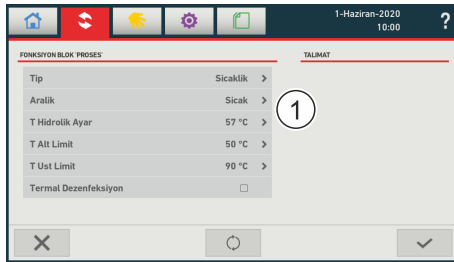 1-Haziran-2020
10:00
?
FONKSIYON BLOK 'PROSES'
TALIMAT
Tip Sicaklik >
Aralik Sicak >
T Hidrolik Ayar 57 °C >
T Alt Limit 50 °C >
T Ust Limit 90 °C >
Termal Dezenfeksiyon
1